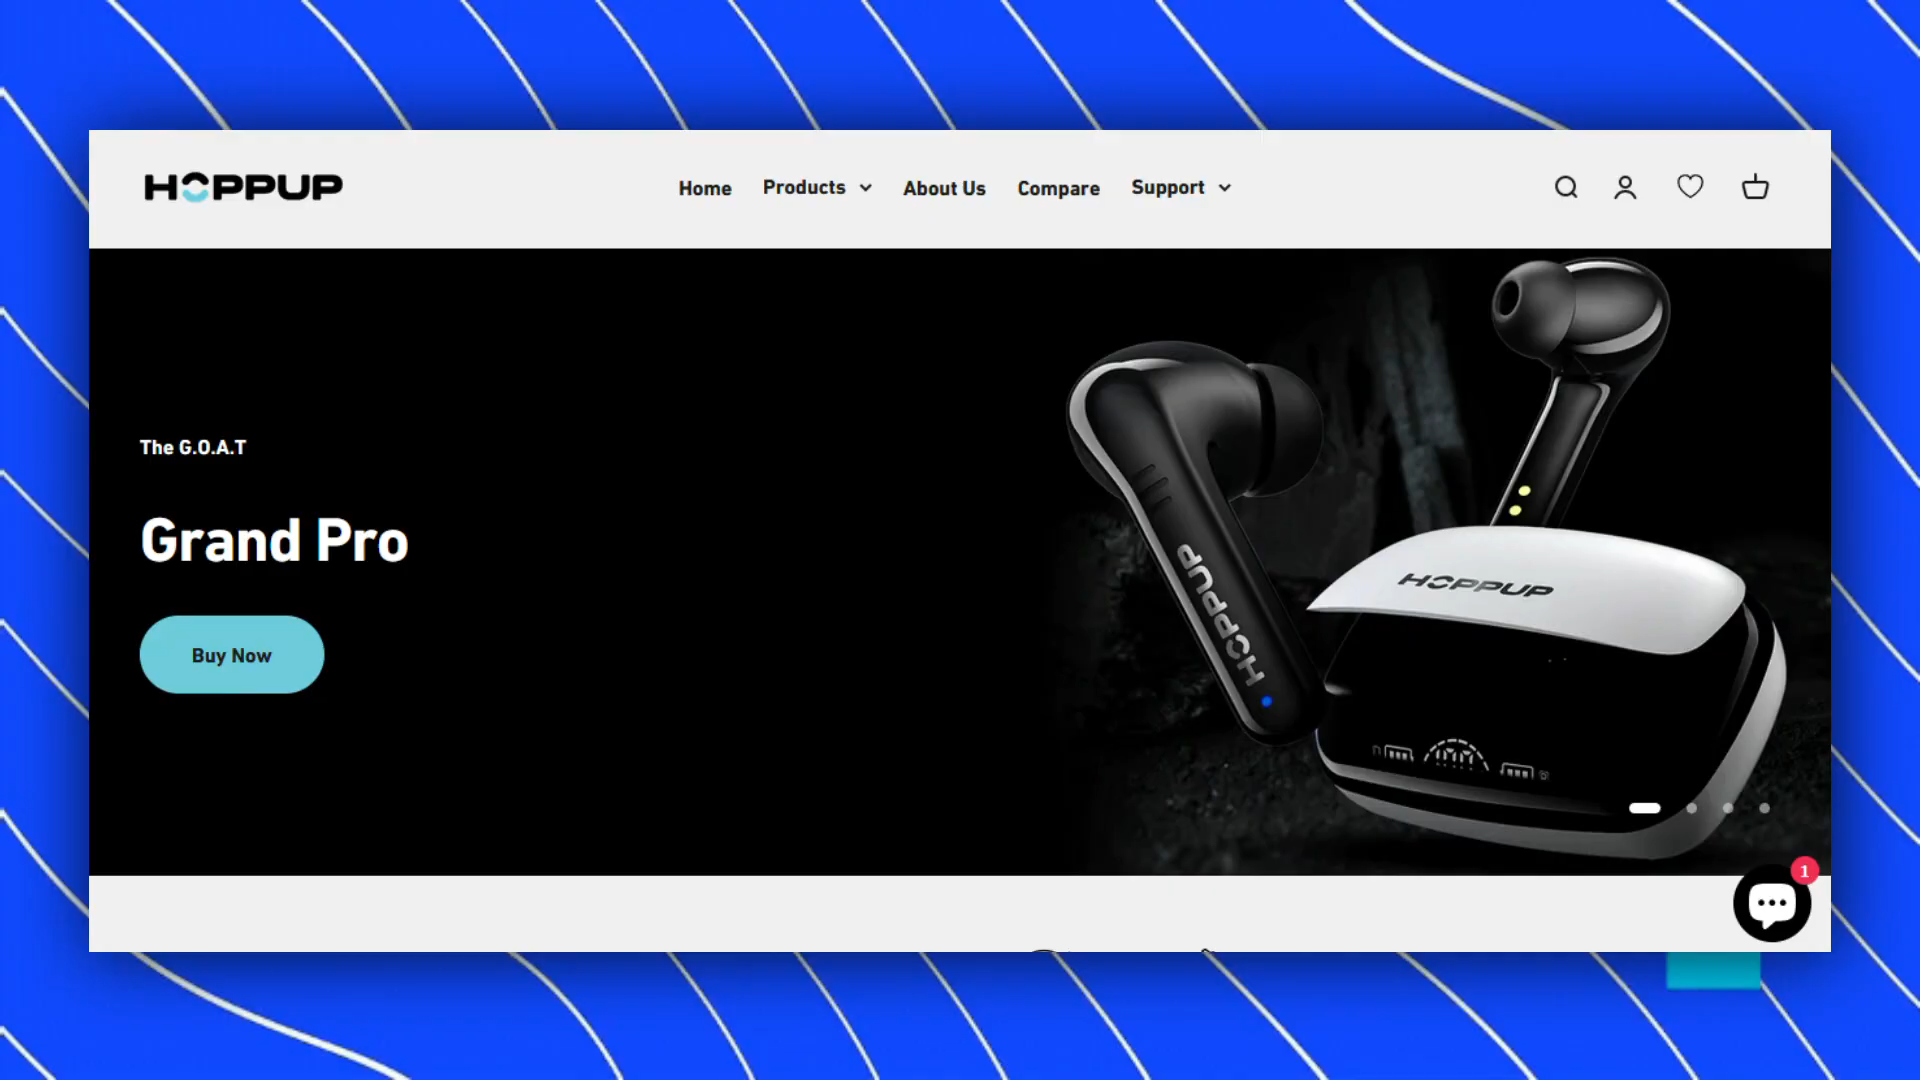 HOPPUP
Home
Products
About Us
Compare
Support
The G.O.A.T
Grand Pro
Buy Now
HOPPUP
HOPPUP
1